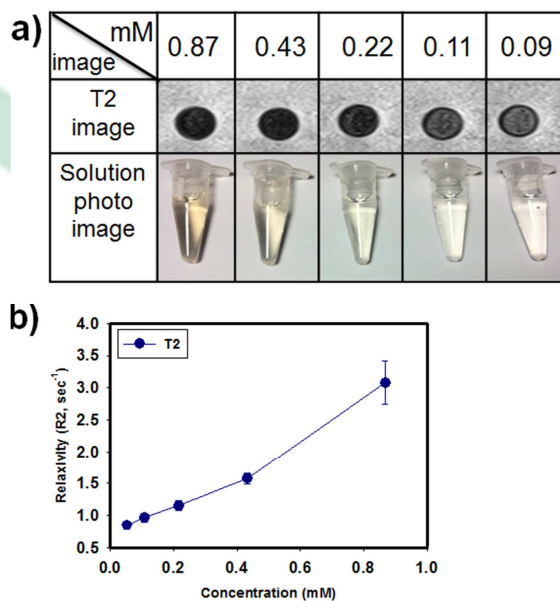 a)
mM
image
0.87 0.43 0.22 0.11 0.09
T2
image
Solution
photo
image
b)
4.0
3.5
3.0
2.5
2.0
1.5
1.0
0.5
T2
Relaxivity (R2, sec⁻¹)
0.0 0.2 0.4 0.6 0.8 1.0
Concentration (mM)